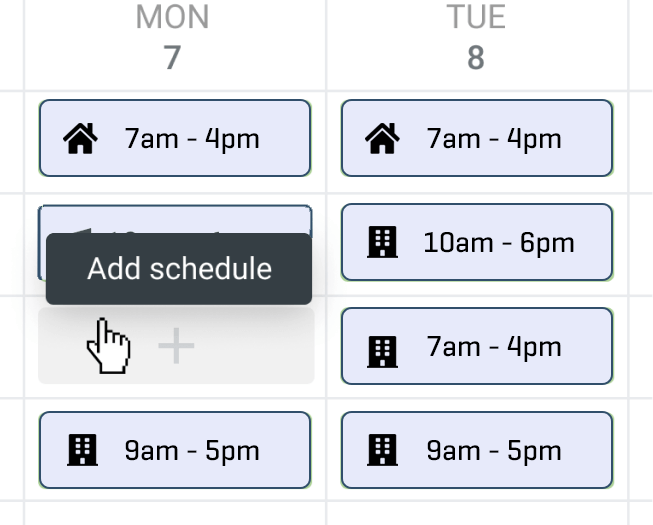 MON
TUE
7
8
7am - 4pm
7am - 4pm
10am - 6pm
Add schedule
7am - 4pm
9am - 5pm
9am - 5pm